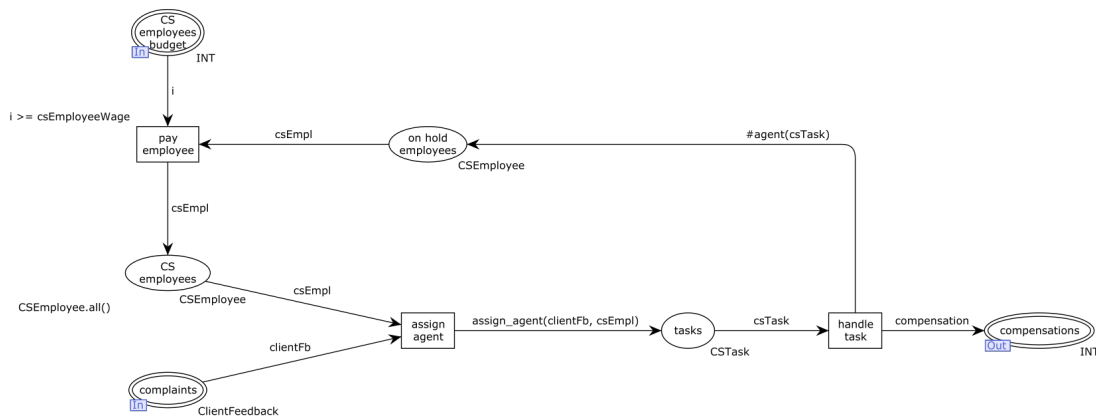 CS
employees
budget
In
INT
i
i >= csEmployeeWage
pay
employee
csEmpl
on hold
employees
CSEmployee
#agent(csTask)
csEmpl
CS
employees
CSEmployee
CSEmployee.all()
csEmpl
clientFb
assign
agent
assign_agent(clientFb, csEmpl)
tasks
CSTask
csTask
handle
task
compensation
compensations
Out
INT
complaints
In
ClientFeedback